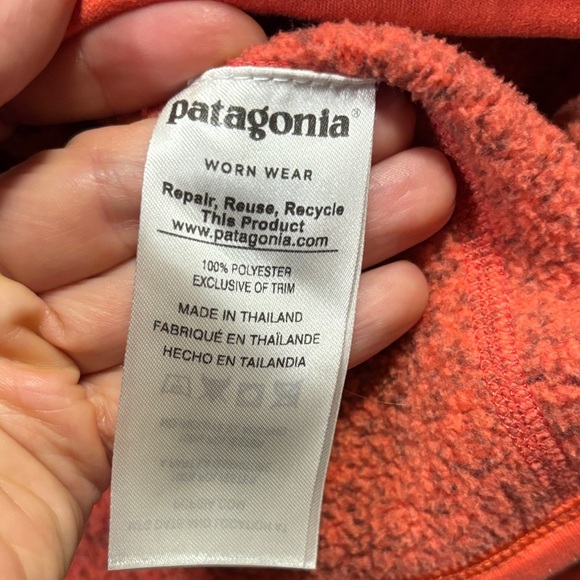 patagonia®
WORN WEAR
Repair, Reuse, Recycle
This Product
www.patagonia.com
100% POLYESTER
EXCLUSIVE OF TRIM
MADE IN THAILAND
FABRIQUÉ EN THAÏLANDE
HECHO EN TAILANDIA